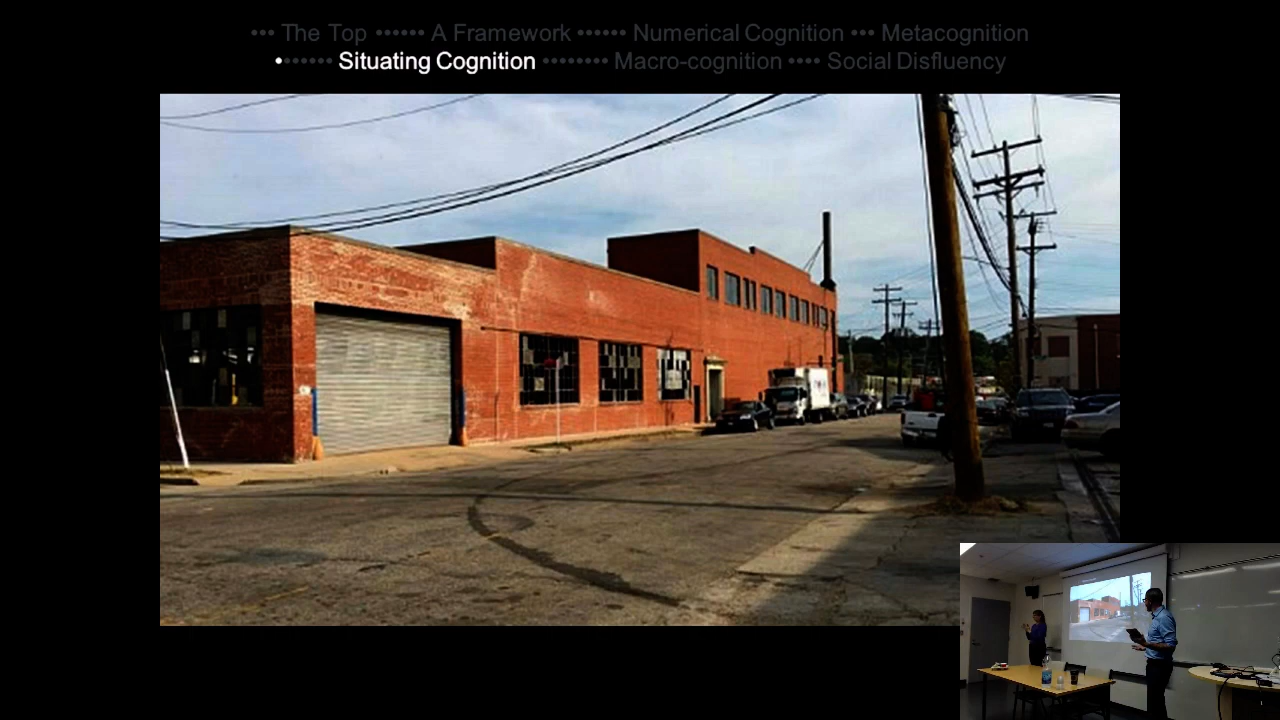 ••• The Top •••••• A Framework •••••• Numerical Cognition ••• Metacognition
••••••• Situating Cognition •••••••• Macro-cognition •••• Social Disfluency